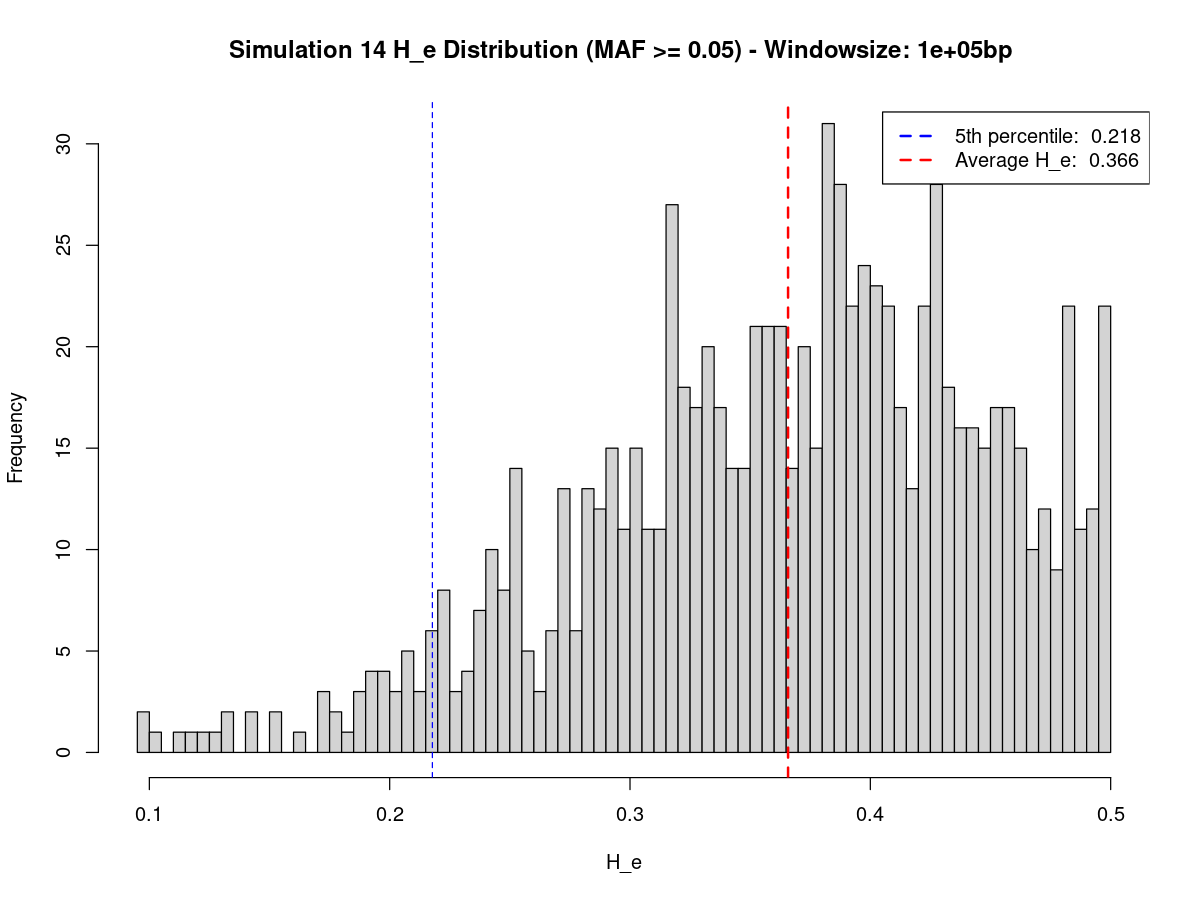 Simulation 14 H_e Distribution (MAF >= 0.05) - Windowsize: 1e+05bp
5th percentile: 0.218
Average H_e: 0.366
Frequency
30
25
20
15
10
5
0
0.1 0.2 0.3 0.4 0.5
H_e